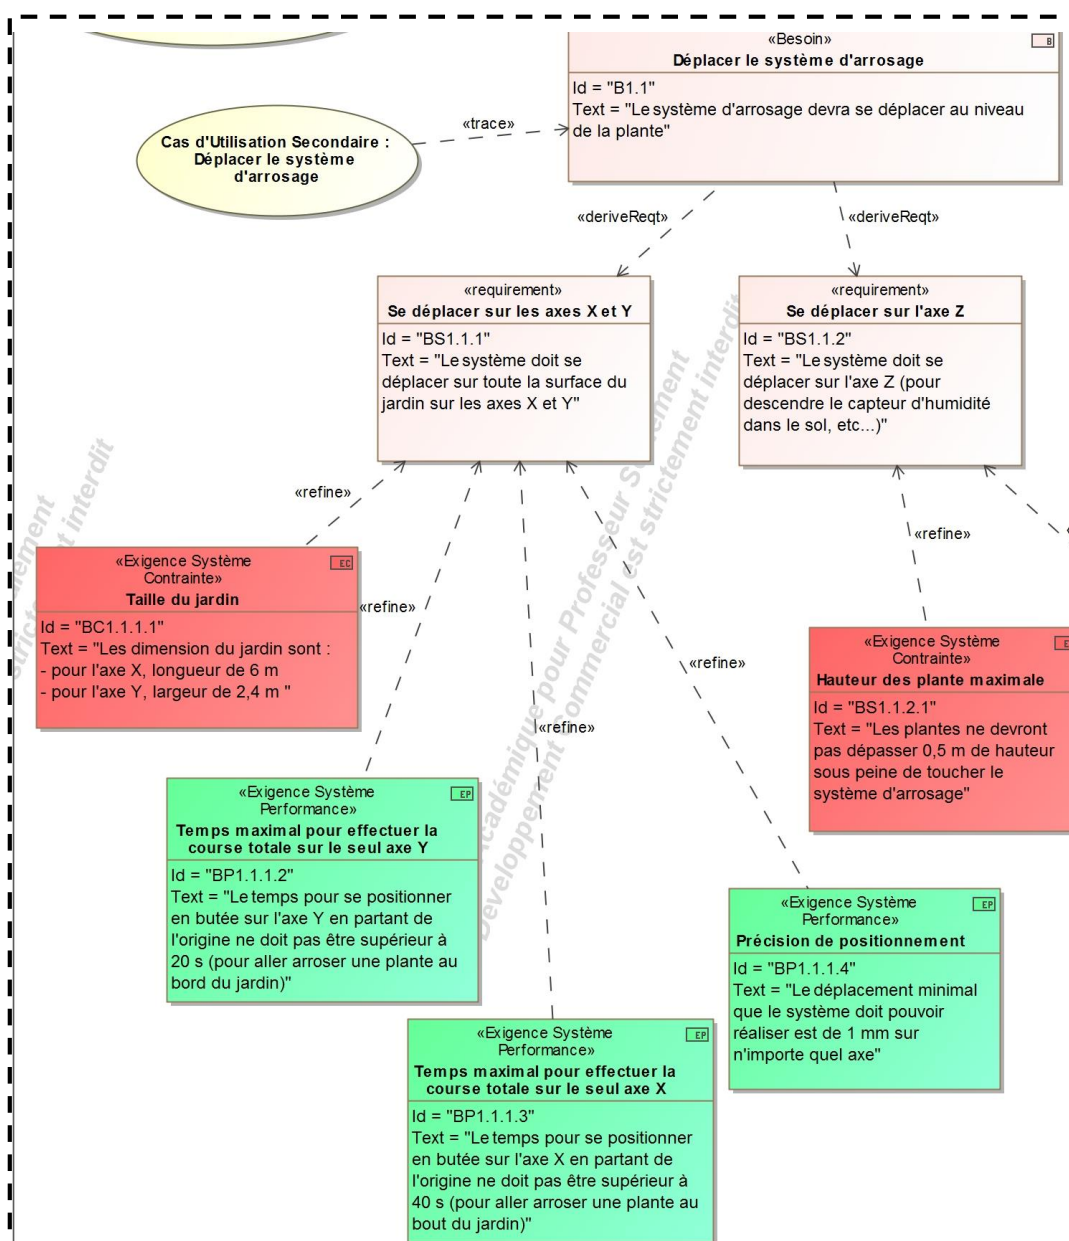 «Besoin»
B
Déplacer le système d'arrosage
Id = "B1.1"
Text = "Le système d'arrosage devra se déplacer au niveau
de la plante"
«trace»
Cas d'Utilisation Secondaire :
Déplacer le système
d'arrosage
«deriveReqt»
«deriveReqt»
«requirement»
Se déplacer sur les axes X et Y
Id = "BS1.1.1"
Text = "Le système doit se
déplacer sur toute la surface du
jardin sur les axes X et Y"
«requirement»
Se déplacer sur l'axe Z
Id = "BS1.1.2"
Text = "Le système doit se
déplacer sur l'axe Z (pour
descendre le capteur d'humidité
dans le sol, etc...)"
«refine»
«refine»
«refine»
«refine»
«refine»
«Exigence Système
Contrainte»
EC
Taille du jardin
Id = "BC1.1.1.1"
Text = "Les dimension du jardin sont :
- pour l'axe X, longueur de 6 m
- pour l'axe Y, largeur de 2,4 m "
«Exigence Système
Contrainte»
Hauteur des plante maximale
Id = "BS1.1.2.1"
Text = "Les plantes ne devront
pas dépasser 0,5 m de hauteur
sous peine de toucher le
système d'arrosage"
«Exigence Système
Performance»
EP
Temps maximal pour effectuer la
course totale sur le seul axe Y
Id = "BP1.1.1.2"
Text = "Le temps pour se positionner
en butée sur l'axe Y en partant de
l'origine ne doit pas être supérieur à
20 s (pour aller arroser une plante au
bord du jardin)"
«Exigence Système
Performance»
EP
Précision de positionnement
Id = "BP1.1.1.4"
Text = "Le déplacement minimal
que le système doit pouvoir
réaliser est de 1 mm sur
n'importe quel axe"
«Exigence Système
Performance»
EP
Temps maximal pour effectuer la
course totale sur le seul axe X
Id = "BP1.1.1.3"
Text = "Le temps pour se positionner
en butée sur l'axe X en partant de
l'origine ne doit pas être supérieur à
40 s (pour aller arroser une plante au
bout du jardin)"
Académique pour Professeur
Developpement Commercial est strictement interdit